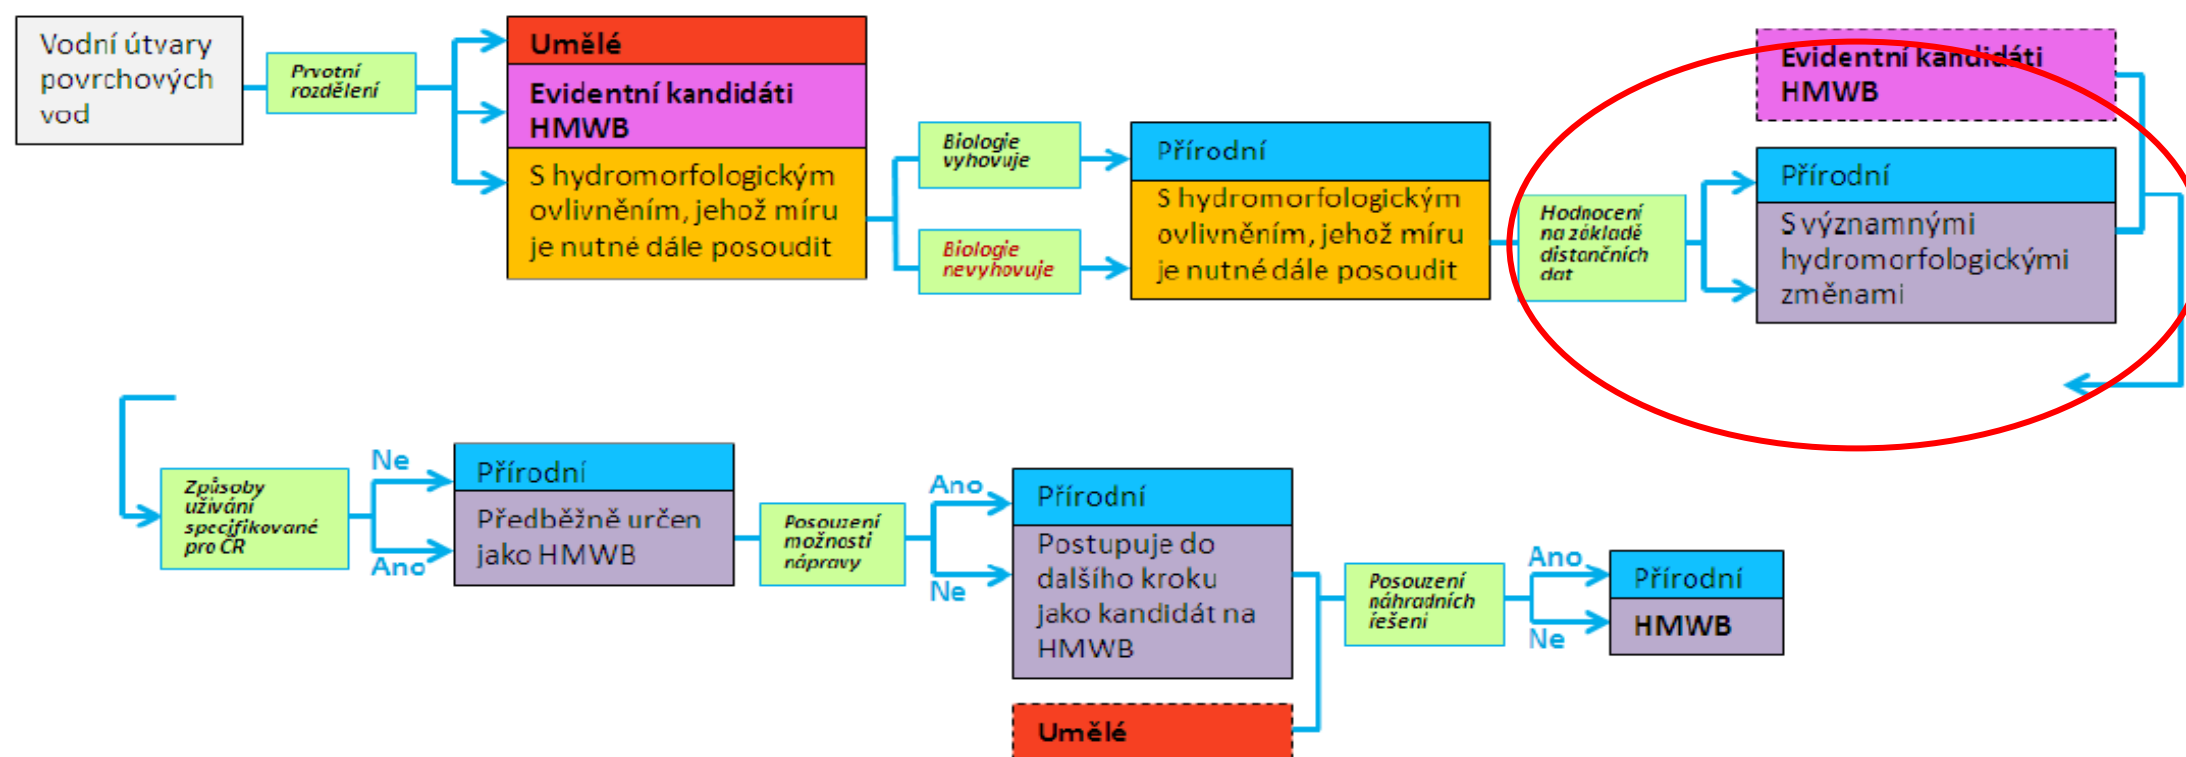 Vodní útvary
povrchových
vod
Prvotní
rozdělení
Umělé
Evidentní kandidáti
HMWB
S hydromorfologickým
ovlivněním, jehož míru
je nutné dále posoudit
Biologie
vyhovuje
Biologie
nevyhovuje
Přírodní
S hydromorfologickým
ovlivněním, jehož míru
je nutné dále posoudit
Hodnocení
na základě
distančních
dat
Evidentní kandidáti
HMWB
Přírodní
S významnými
hydromorfologickými
změnami
Způsoby
užívání
specifikované
pro ČR
Ne
Ano
Přírodní
Předběžně určen
jako HMWB
Posouzení
možnosti
nápravy
Ano
Ne
Přírodní
Postupuje do
dalšího kroku
jako kandidát na
HMWB
Umělé
Posouzení
náhradních
řešení
Ano
Ne
Přírodní
HMWB